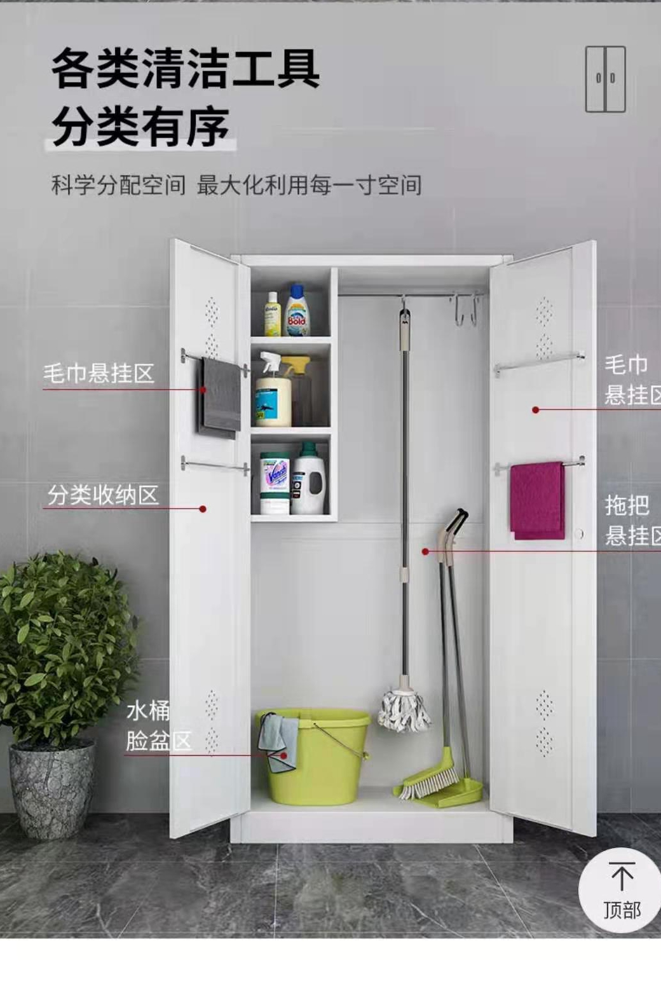 各类清洁工具
分类有序
科学分配空间 最大化利用每一寸空间
Bold
毛巾悬挂区
毛巾
悬挂区
Vanish
分类收纳区
拖把
悬挂区
水桶
脸盆区
顶部